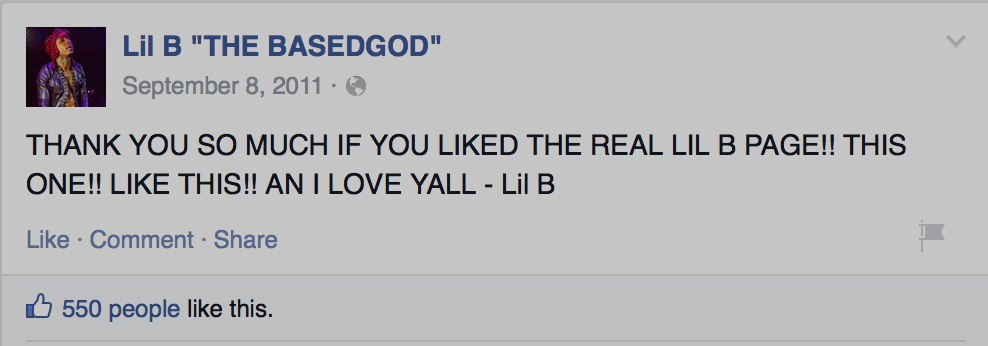 Lil B "THE BASEDGOD"
September 8, 2011 ·
THANK YOU SO MUCH IF YOU LIKED THE REAL LIL B PAGE!! THIS
ONE!! LIKE THIS!! AN I LOVE YALL - Lil B
Like · Comment · Share
550 people like this.